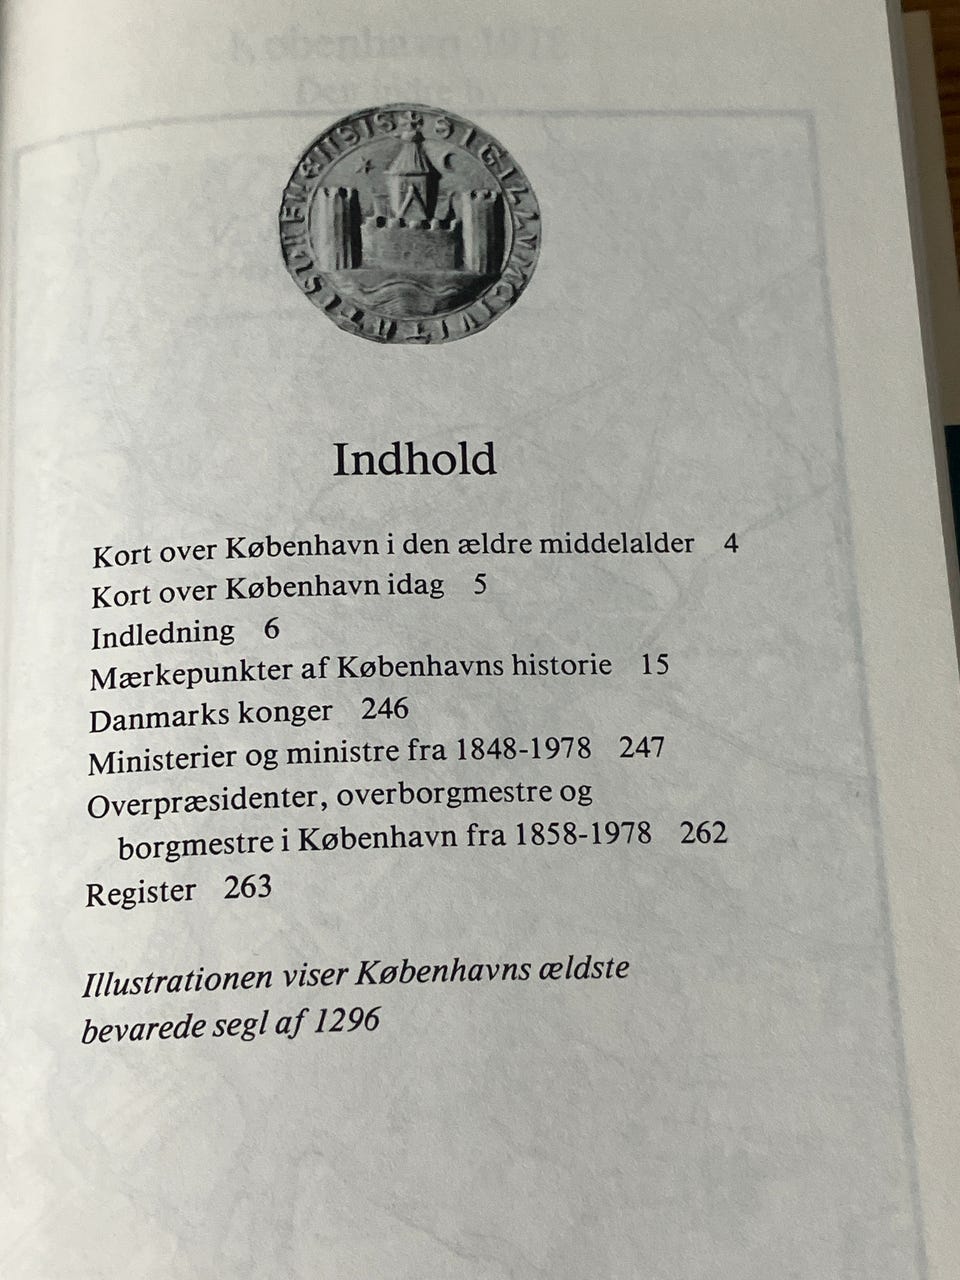 Indhold
Kort over København i den ældre middelalder 4
Kort over København idag 5
Indledning 6
Mærkepunkter af Københavns historie 15
Danmarks konger 246
Ministerier og ministre fra 1848-1978 247
Overpræsidenter, overborgmestre og
borgmestre i København fra 1858-1978 262
Register 263
Illustrationen viser Københavns ældste
bevarede segl af 1296